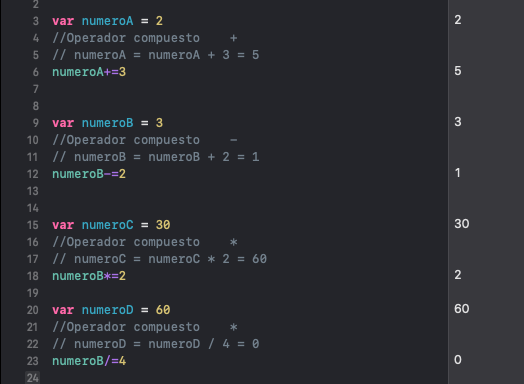 2
3 var numeroA = 2 2
4 //Operador compuesto +
5 // numeroA = numeroA + 3 = 5
6 numeroA+=3 5
7
8
9 var numeroB = 3 3
10 //Operador compuesto -
11 // numeroB = numeroB + 2 = 1
12 numeroB-=2 1
13
14
15 var numeroC = 30 30
16 //Operador compuesto *
17 // numeroC = numeroC * 2 = 60
18 numeroB*=2 2
19
20 var numeroD = 60 60
21 //Operador compuesto *
22 // numeroD = numeroD / 4 = 0
23 numeroB/=4 0
24